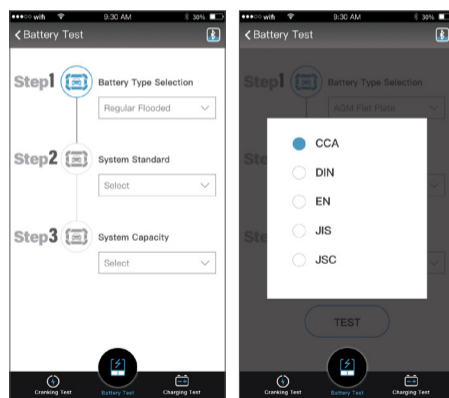 wifi 9:30 AM 30%
Battery Test
Step1 Battery Type Selection
Regular Flooded
Step2 System Standard
Select
Step3 System Capacity
Select
Cranking Test Battery Test Charging Test
wifi 9:30 AM 30%
Battery Test
Step1 Battery Type Selection
AGM Flat Plate
CCA
Ste
DIN
EN
JIS
Ste
JSC
TEST
Cranking Test Battery Test Charging Test